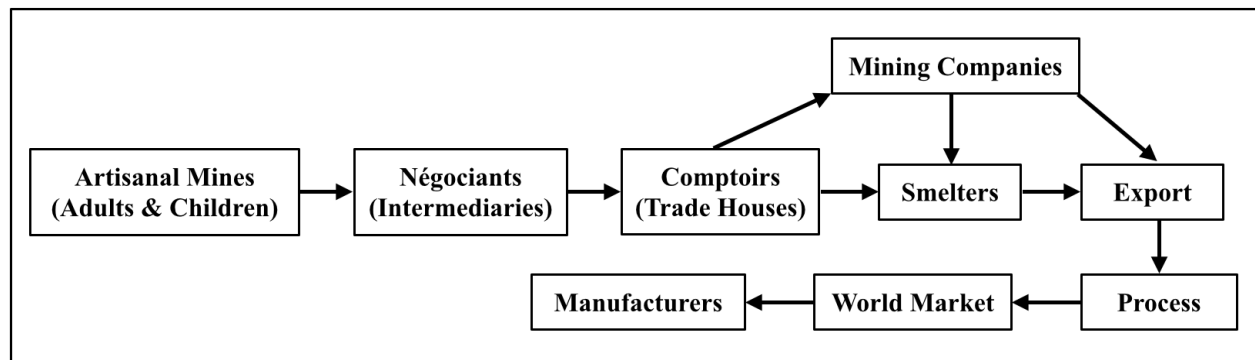 Mining Companies
Artisanal Mines
(Adults & Children)
Négociants
(Intermediaries)
Comptoirs
(Trade Houses)
Smelters
Export
Manufacturers
World Market
Process